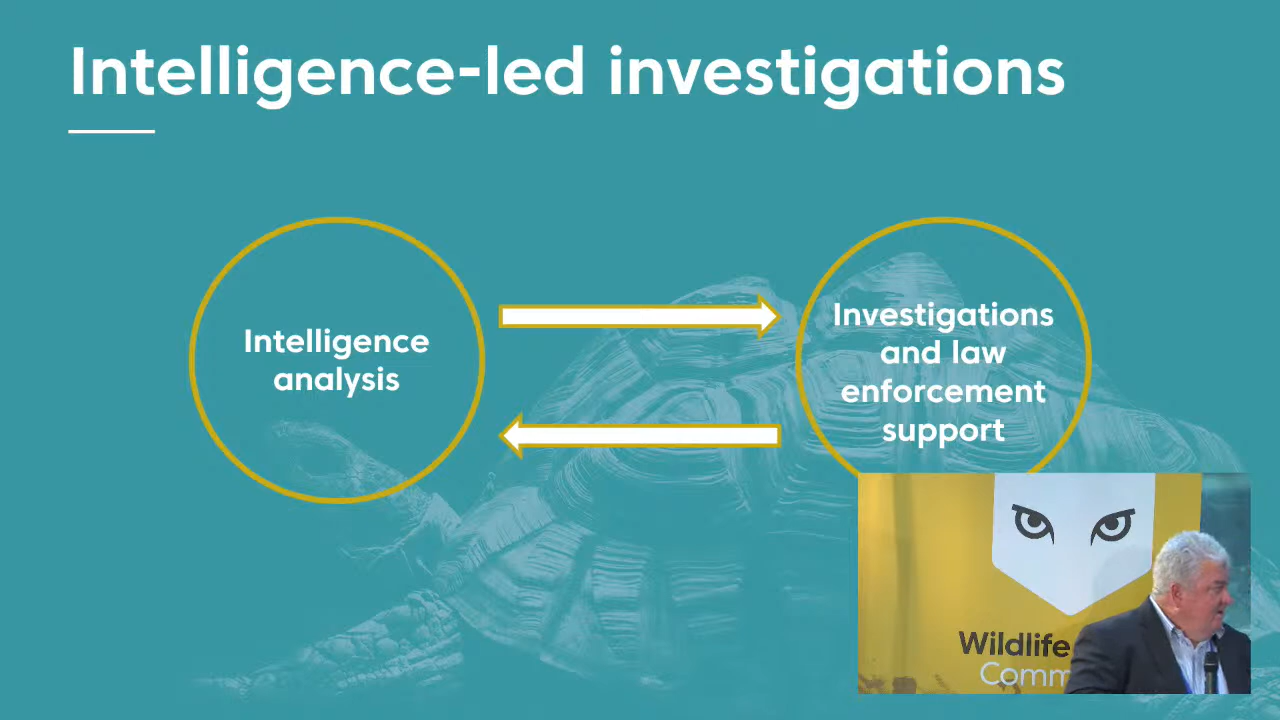 Intelligence-led investigations
Intelligence
analysis
Investigations
and law
enforcement
support
Wildlife
Comm